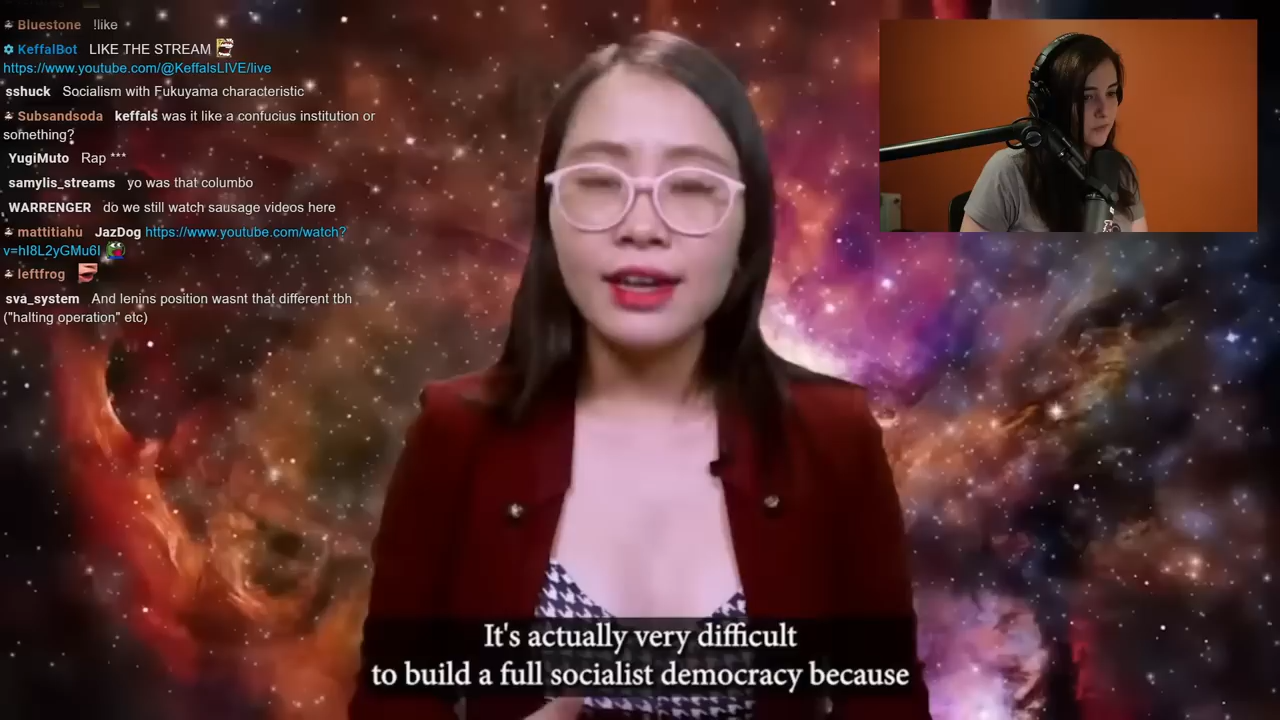 Bluestone !like
KeffalBot LIKE THE STREAM
https://www.youtube.com/@KeffalsLIVE/live
sshuck Socialism with Fukuyama characteristic
Subsandsoda keffals was it like a confucius institution or
something?
YugiMuto Rap ***
samylis_streams yo was that columbo
WARRENGER do we still watch sausage videos here
mattitiahu JazDog https://www.youtube.com/watch?
v=hI8L2yGMu6I
leftfrog
sva_system And lenins position wasnt that different tbh
("halting operation" etc)
It's actually very difficult
to build a full socialist democracy because